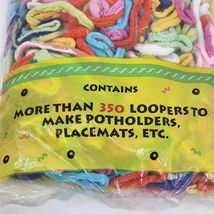 CONTAINS
MORE THAN 350 LOOPERS TO
MAKE POTHOLDERS,
PLACEMATS, ETC.